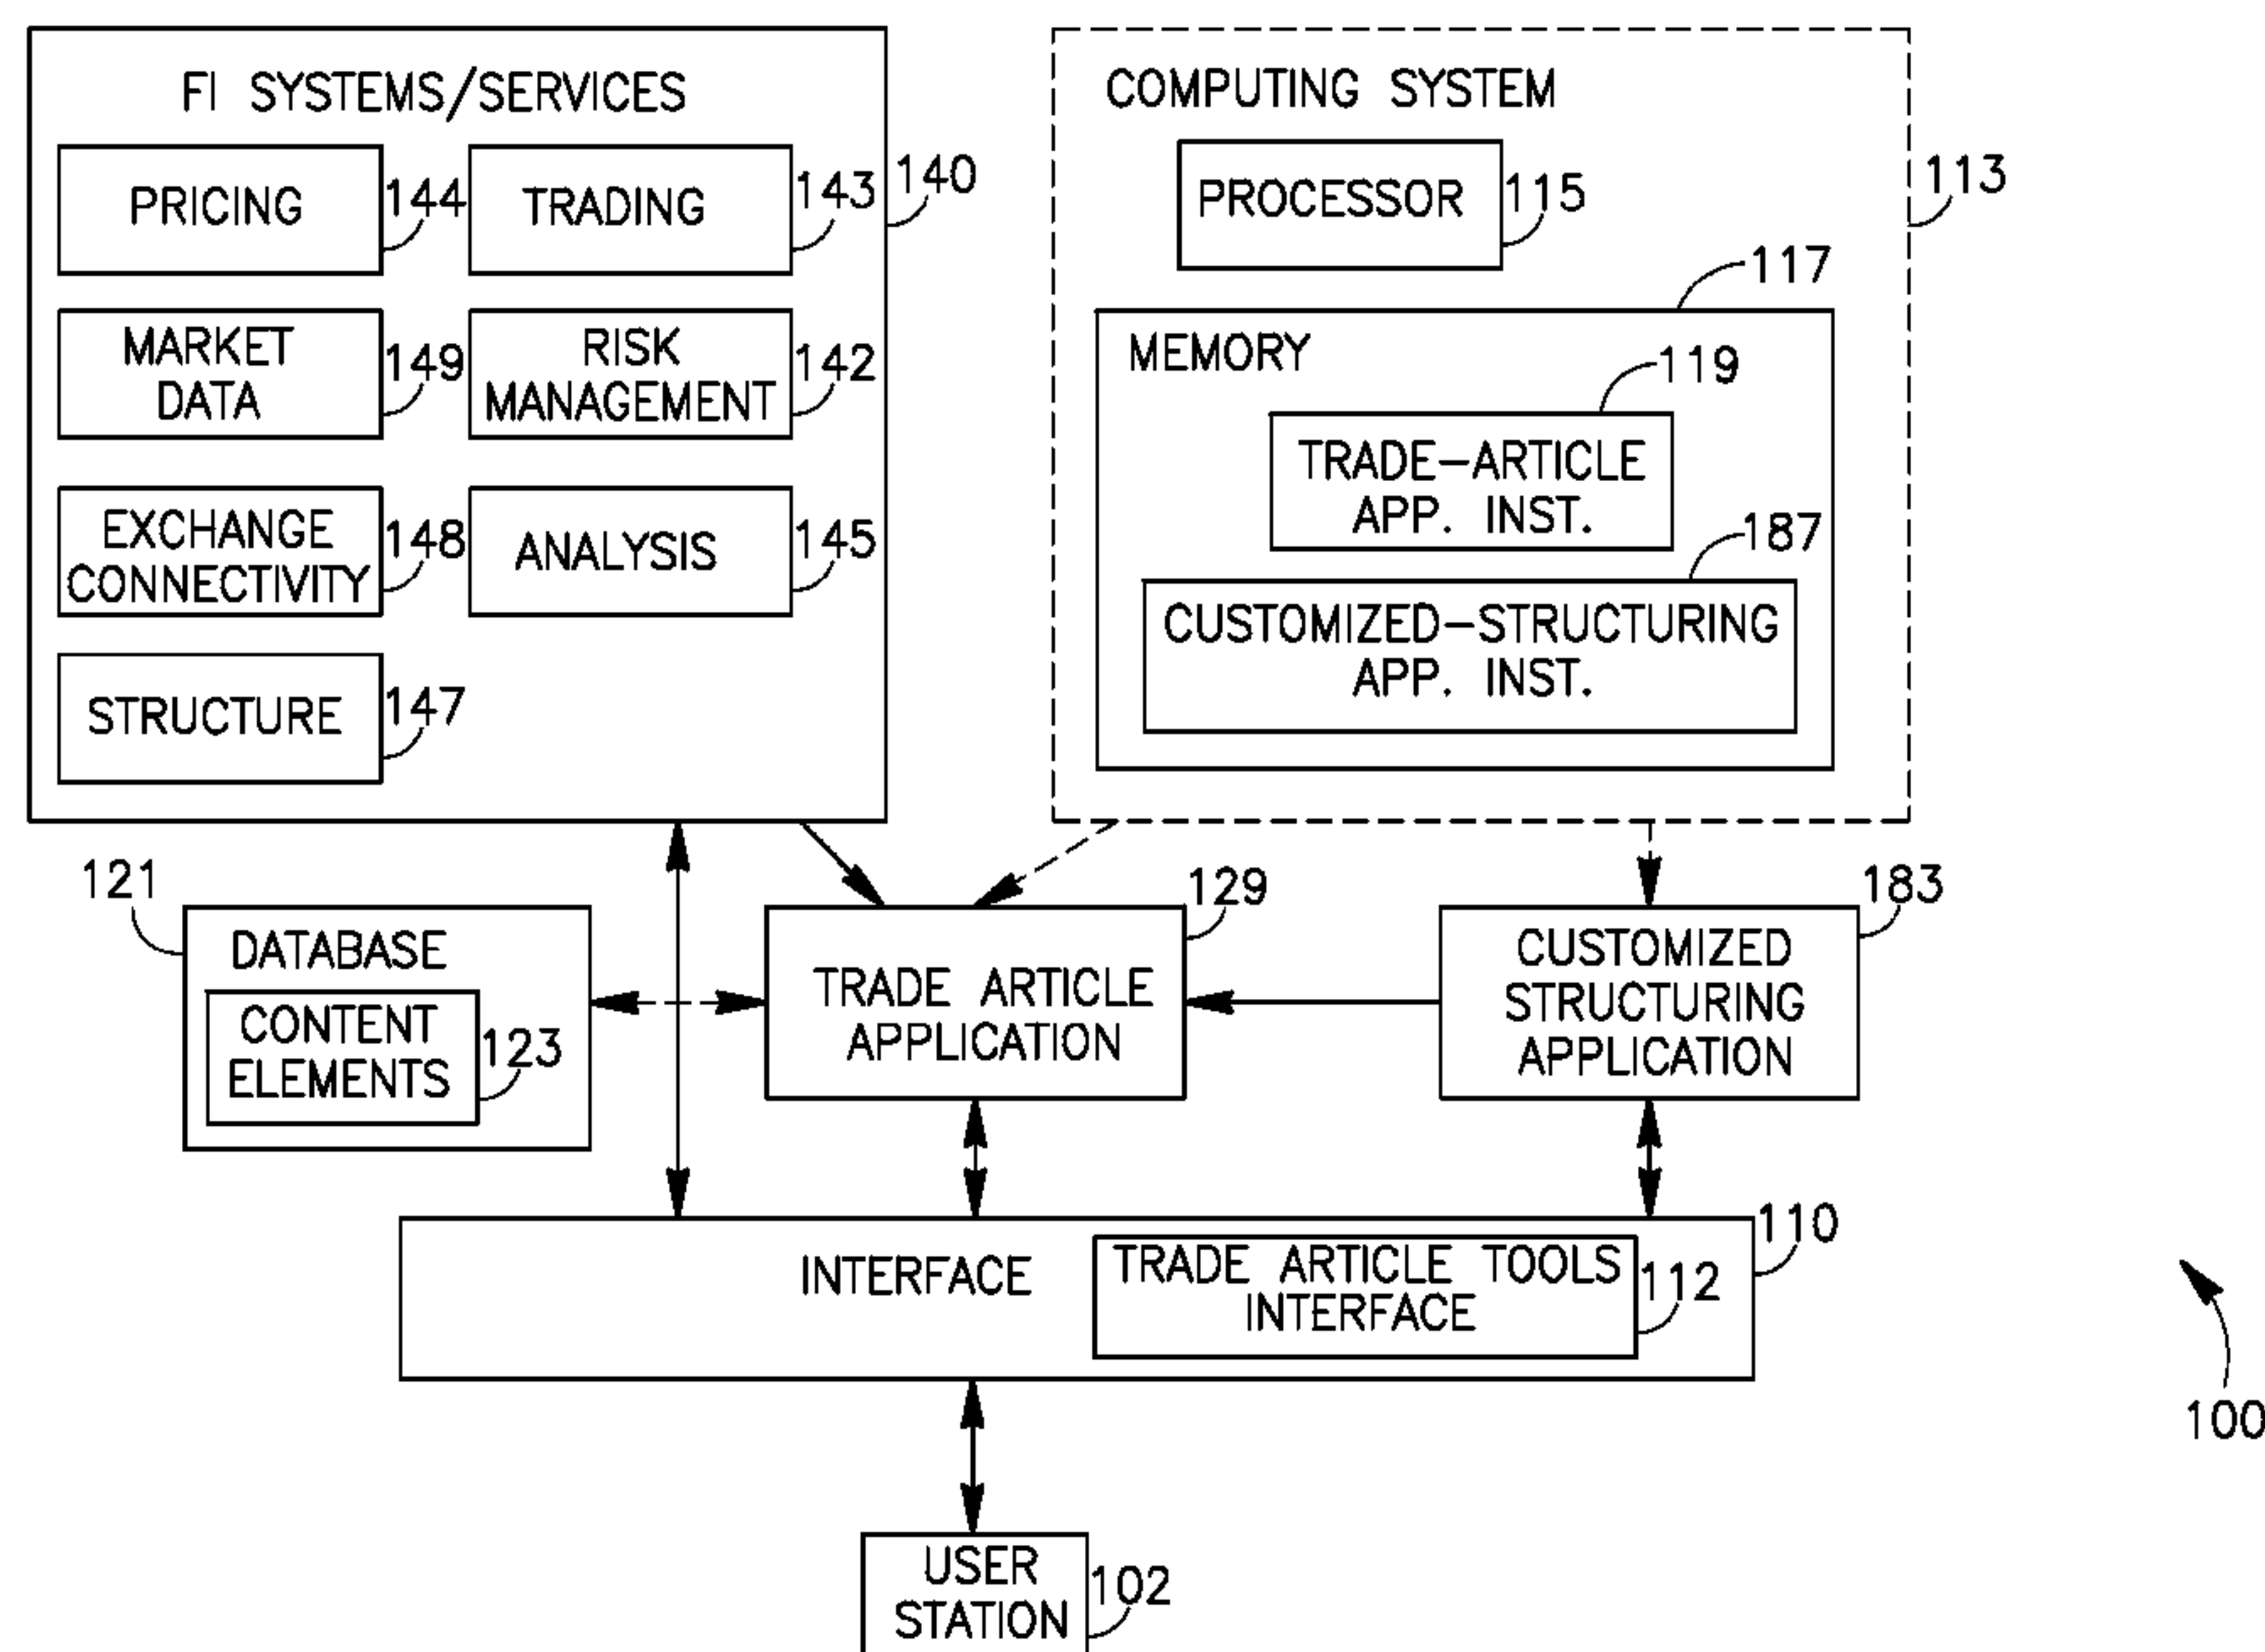 FI SYSTEMS/SERVICES
140
PRICING
144
TRADING
143
MARKET
DATA
149
RISK
MANAGEMENT
142
EXCHANGE
CONNECTIVITY
148
ANALYSIS
145
STRUCTURE
147
COMPUTING SYSTEM
113
PROCESSOR
115
117
MEMORY
119
TRADE-ARTICLE
APP. INST.
187
CUSTOMIZED-STRUCTURING
APP. INST.
121
DATABASE
CONTENT
ELEMENTS
123
129
TRADE ARTICLE
APPLICATION
183
CUSTOMIZED
STRUCTURING
APPLICATION
110
INTERFACE
TRADE ARTICLE TOOLS
INTERFACE
112
100
USER
STATION
102